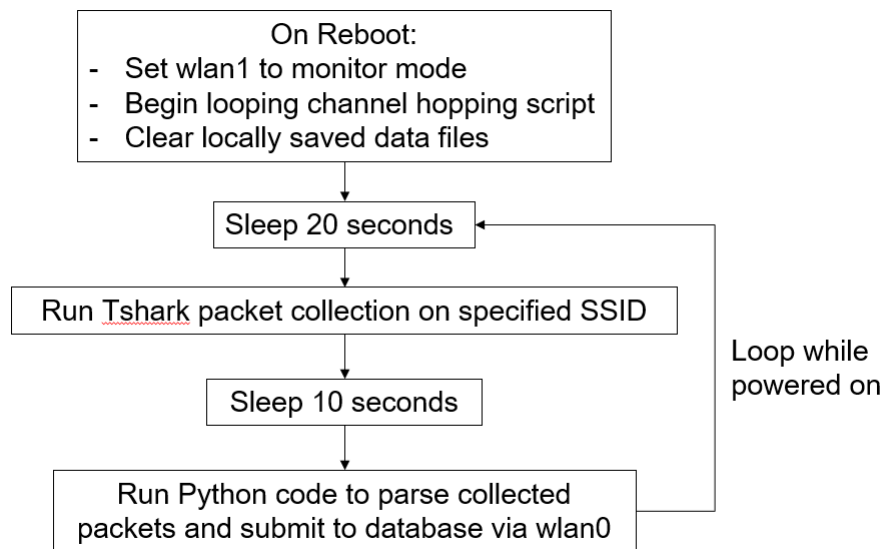 On Reboot:
- Set wlan1 to monitor mode
- Begin looping channel hopping script
- Clear locally saved data files
Sleep 20 seconds
Run Tshark packet collection on specified SSID
Loop while
powered on
Sleep 10 seconds
Run Python code to parse collected
packets and submit to database via wlan0